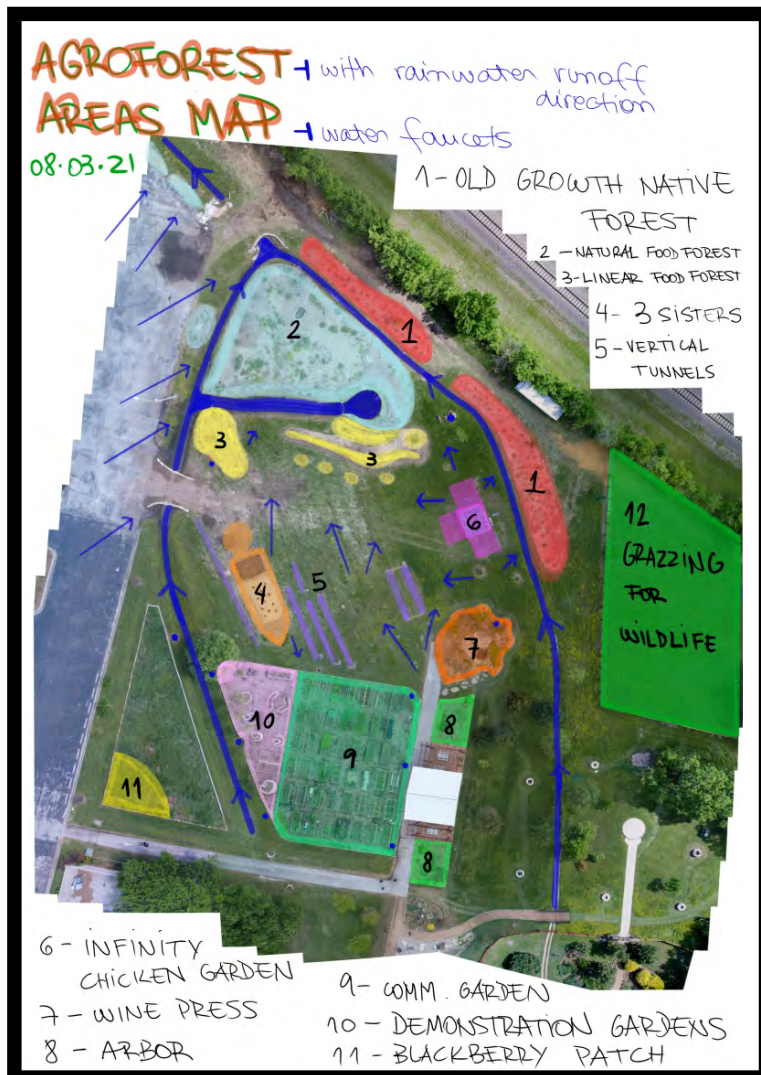 AGROFOREST → with rainwater runoff
direction
AREAS MAP → water faucets
08.03.21
1-OLD GROWTH NATIVE
FOREST
2 -NATURAL FOOD FOREST
3-LINEAR FOOD FOREST
4- 3 SISTERS
5-VERTICAL
TUNNELS
2
1
3
3
1
6
12
GRAZZING
FOR
WILDLIFE
5
4
7
10
8
9
11
8
6 - INFINITY
CHICKEN GARDEN
7 - WINE PRESS
8 - ARBOR
9- COMM. GARDEN
10 - DEMONSTRATION GARDENS
11 - BLACKBERRY PATCH